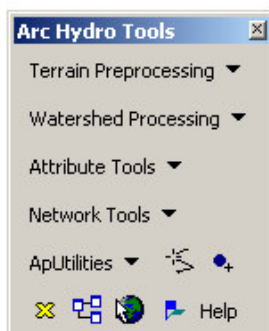 Arc Hydro Tools
Terrain Preprocessing
Watershed Processing
Attribute Tools
Network Tools
ApUtilities
Help